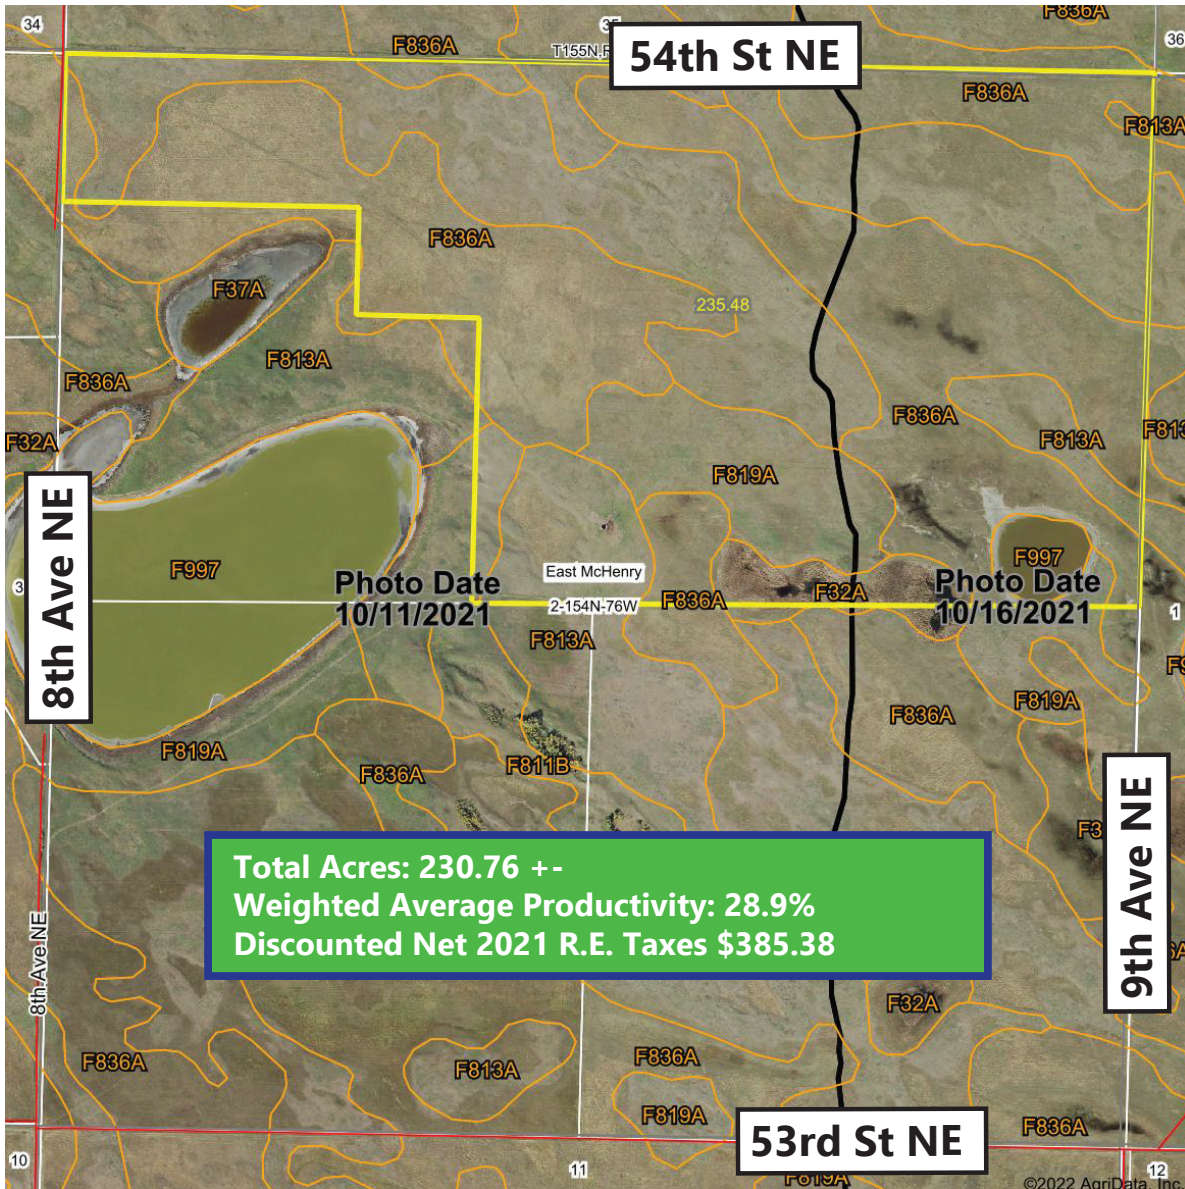 34
35
F836A
36
F836A
T155N,R
54th St NE
F836A
F813A
F836A
F37A
235.48
F813A
F836A
F836A
F813A
F813
F32A
F819A
8th Ave NE
F997
F997
East McHenry
Photo Date
10/11/2021
Photo Date
10/16/2021
3
F32A
F836A
2-154N-76W
1
F813A
F819A
F836A
F819A
F836A
F811B
9th Ave NE
Total Acres: 230.76 +-
Weighted Average Productivity: 28.9%
Discounted Net 2021 R.E. Taxes $385.38
8th Ave NE
F32A
F836A
F813A
F836A
F819A
F836A
53rd St NE
10
11
12
F819A
©2022 AgriData, Inc.